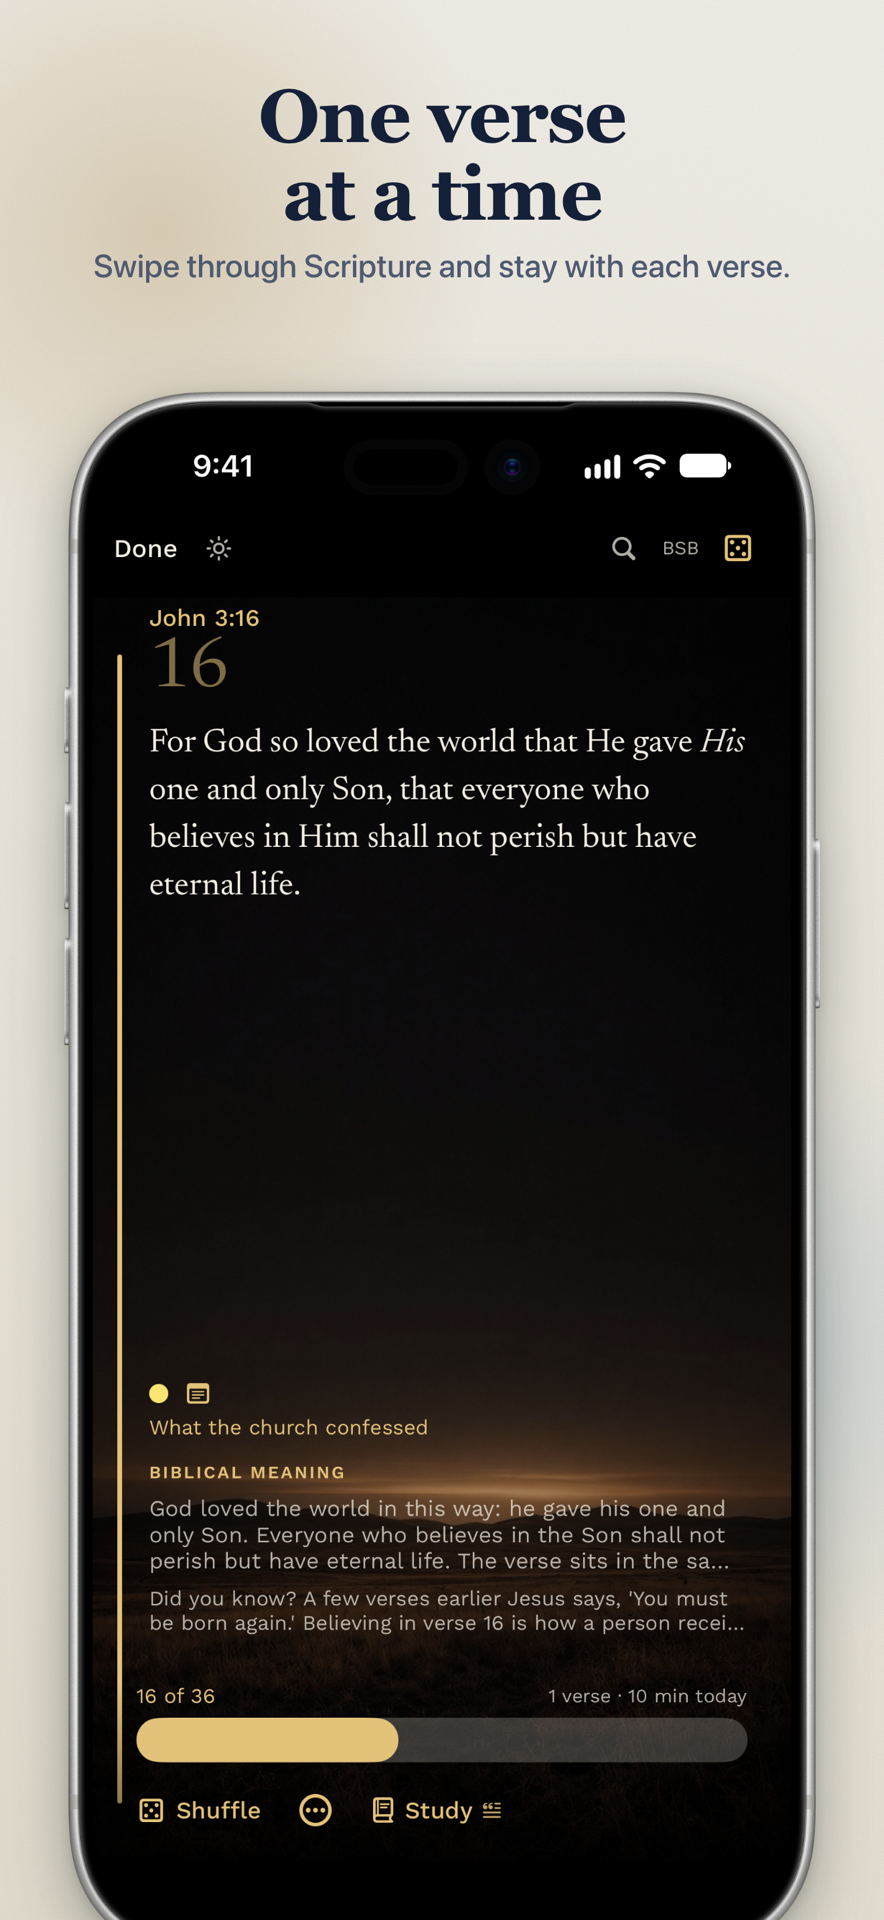 One verse
at a time
Swipe through Scripture and stay with each verse.
9:41
Done
BSB
John 3:16
16
For God so loved the world that He gave His
one and only Son, that everyone who
believes in Him shall not perish but have
eternal life.
What the church confessed
BIBLICAL MEANING
God loved the world in this way: he gave his one and
only Son. Everyone who believes in the Son shall not
perish but have eternal life. The verse sits in the sa...
Did you know? A few verses earlier Jesus says, 'You must
be born again.' Believing in verse 16 is how a person recei...
16 of 36
1 verse · 10 min today
Shuffle
Study